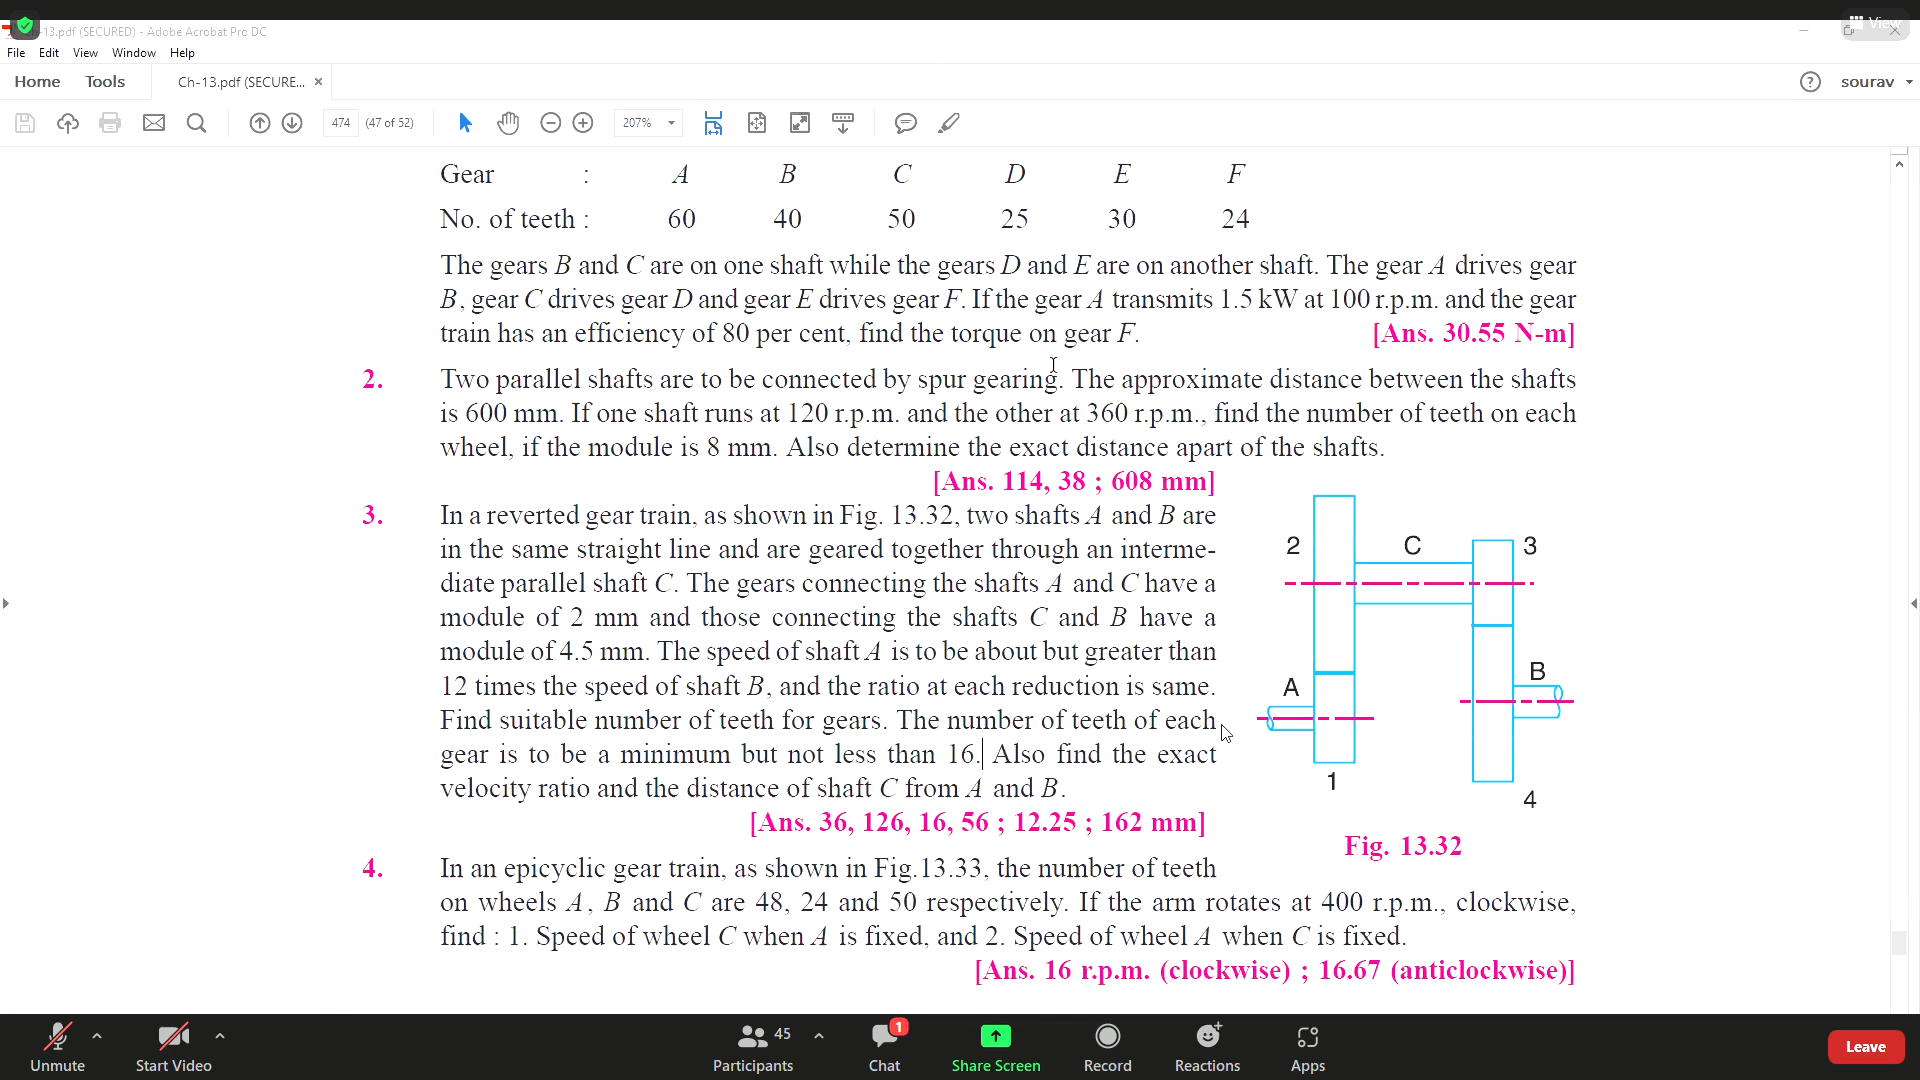 13.pdf (SECURED) - Adobe Acrobat Pro DC
View
File Edit View Window Help
Home Tools Ch-13.pdf (SECURE... × sourav
474 (47 of 52) 207%
Gear : A B C D E F
No. of teeth : 60 40 50 25 30 24
The gears B and C are on one shaft while the gears D and E are on another shaft. The gear A drives gear
B, gear C drives gear D and gear E drives gear F. If the gear A transmits 1.5 kW at 100 r.p.m. and the gear
train has an efficiency of 80 per cent, find the torque on gear F. [Ans. 30.55 N-m]
2. Two parallel shafts are to be connected by spur gearing. The approximate distance between the shafts
is 600 mm. If one shaft runs at 120 r.p.m. and the other at 360 r.p.m., find the number of teeth on each
wheel, if the module is 8 mm. Also determine the exact distance apart of the shafts.
[Ans. 114, 38 ; 608 mm]
3. In a reverted gear train, as shown in Fig. 13.32, two shafts A and B are
in the same straight line and are geared together through an interme-
diate parallel shaft C. The gears connecting the shafts A and C have a
module of 2 mm and those connecting the shafts C and B have a
module of 4.5 mm. The speed of shaft A is to be about but greater than
12 times the speed of shaft B, and the ratio at each reduction is same.
Find suitable number of teeth for gears. The number of teeth of each
gear is to be a minimum but not less than 16. Also find the exact
velocity ratio and the distance of shaft C from A and B.
[Ans. 36, 126, 16, 56 ; 12.25 ; 162 mm]
2 C 3
A B
1
4
Fig. 13.32
4. In an epicyclic gear train, as shown in Fig.13.33, the number of teeth
on wheels A, B and C are 48, 24 and 50 respectively. If the arm rotates at 400 r.p.m., clockwise,
find : 1. Speed of wheel C when A is fixed, and 2. Speed of wheel A when C is fixed.
[Ans. 16 r.p.m. (clockwise) ; 16.67 (anticlockwise)]
45 1
Unmute Start Video Participants Chat Share Screen Record Reactions Apps Leave